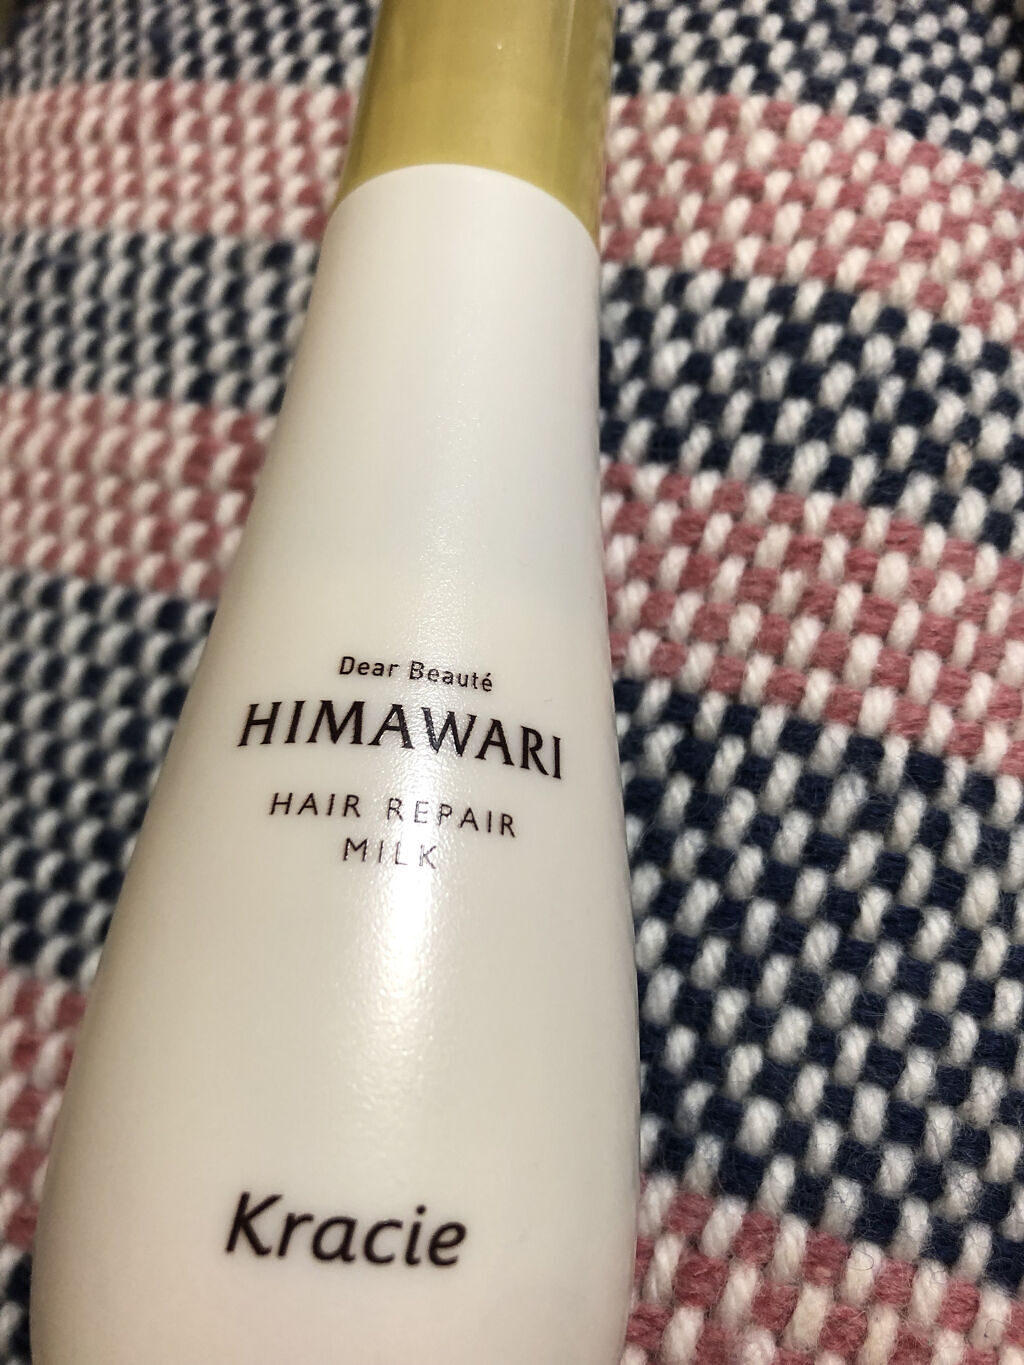 Dear Beauté
HIMAWARI
HAIR REPAIR
MILK
Kracie